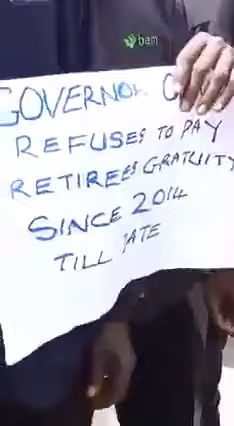 bam
GOVERNOR
REFUSES TO PAY
RETIREES GRATUITY
SINCE 2014
TILL DATE